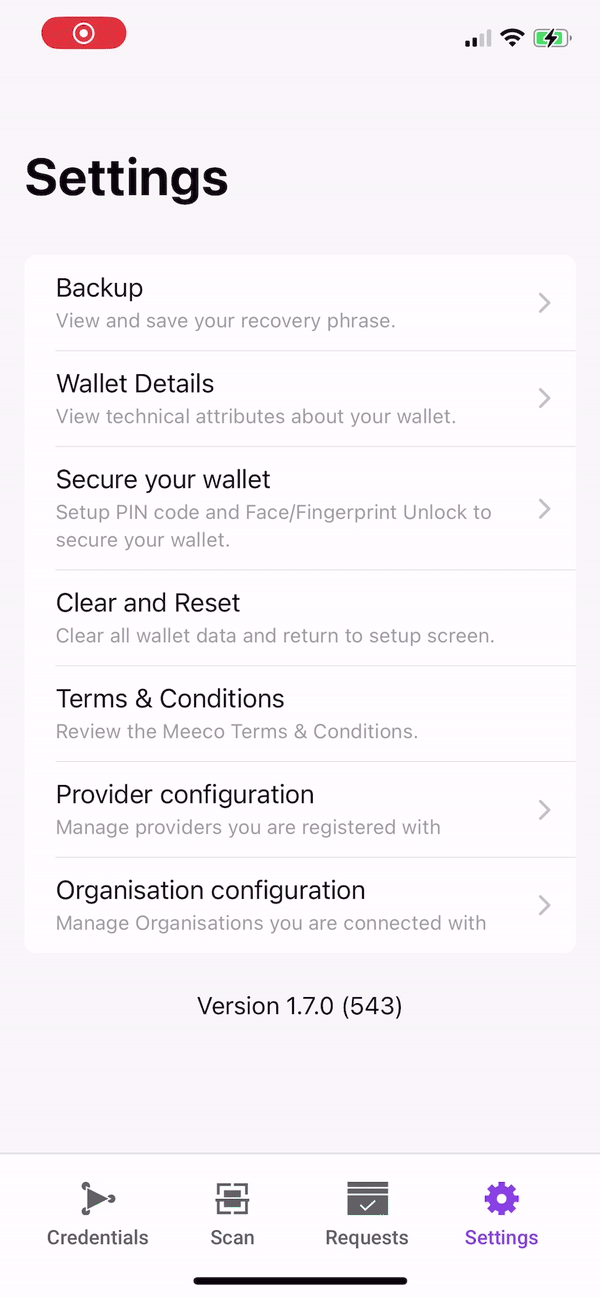 Settings
Backup
View and save your recovery phrase.
Wallet Details
View technical attributes about your wallet.
Secure your wallet
Setup PIN code and Face/Fingerprint Unlock to
secure your wallet.
Clear and Reset
Clear all wallet data and return to setup screen.
Terms & Conditions
Review the Meeco Terms & Conditions.
Provider configuration
Manage providers you are registered with
Organisation configuration
Manage Organisations you are connected with
Version 1.7.0 (543)
Credentials
Scan
Requests
Settings